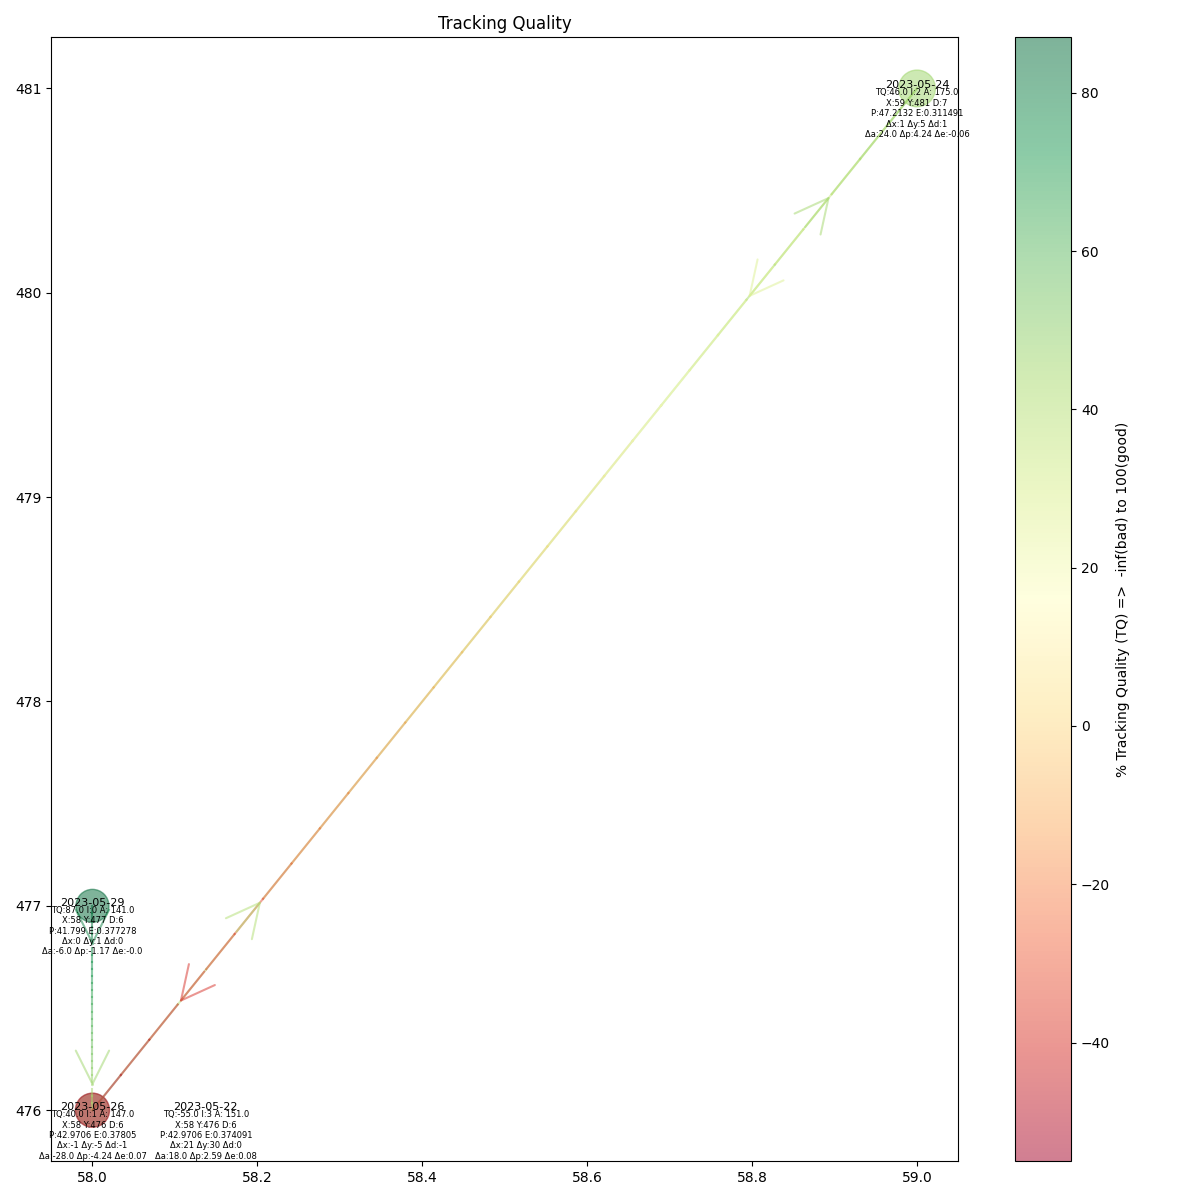 Tracking Quality
481
480
479
478
477
476
58.0
58.2
58.4
58.6
58.8
59.0
2023-05-24
TQ:46.0 I:2 A: 175.0
X:59 Y:481 D:7
P:47.2132 E:0.311491
Δx:1 Δy:5 Δd:1
Δa:24.0 Δp:4.24 Δe:-0.06
2023-05-29
TQ:87.0 I:0 A: 141.0
X:58 Y:477 D:6
P:41.799 E:0.377278
Δx:0 Δy:1 Δd:0
Δa:-6.0 Δp:-1.17 Δe:-0.0
2023-05-26
TQ:40.0 I:1 A: 147.0
X:58 Y:476 D:6
P:42.9706 E:0.37805
Δx:-1 Δy:-5 Δd:-1
Δa:-28.0 Δp:-4.24 Δe:0.07
2023-05-22
TQ:-55.0 I:3 A: 151.0
X:58 Y:476 D:6
P:42.9706 E:0.374091
Δx:21 Δy:30 Δd:0
Δa:18.0 Δp:2.59 Δe:0.08
80
60
40
20
0
−20
−40
% Tracking Quality (TQ) => -inf(bad) to 100(good)